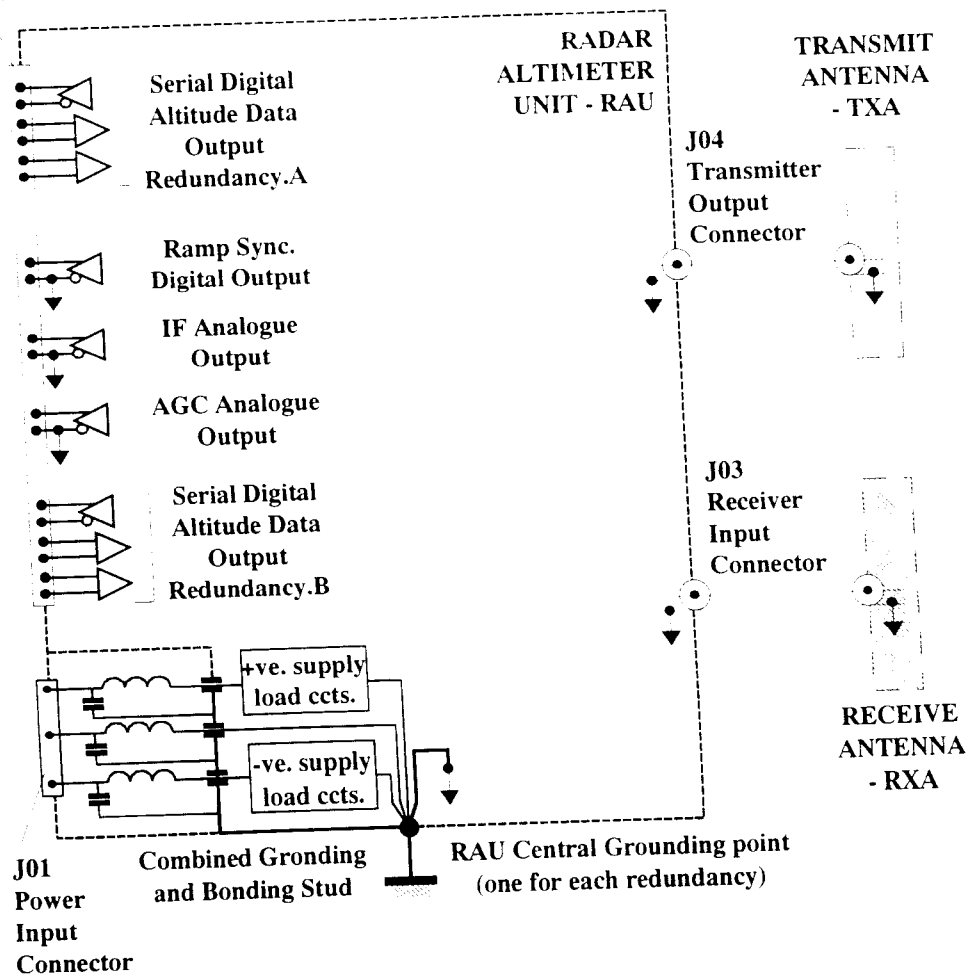 RADAR
ALTIMETER
UNIT - RAU
TRANSMIT
ANTENNA
- TXA
Serial Digital
Altitude Data
Output
Redundancy.A
J04
Transmitter
Output
Connector
Ramp Sync.
Digital Output
IF Analogue
Output
AGC Analogue
Output
J03
Receiver
Input
Connector
Serial Digital
Altitude Data
Output
Redundancy.B
+ve. supply
load ccts.
-ve. supply
load ccts.
RECEIVE
ANTENNA
- RXA
J01
Power
Input
Connector
Combined Gronding
and Bonding Stud
RAU Central Grounding point
(one for each redundancy)